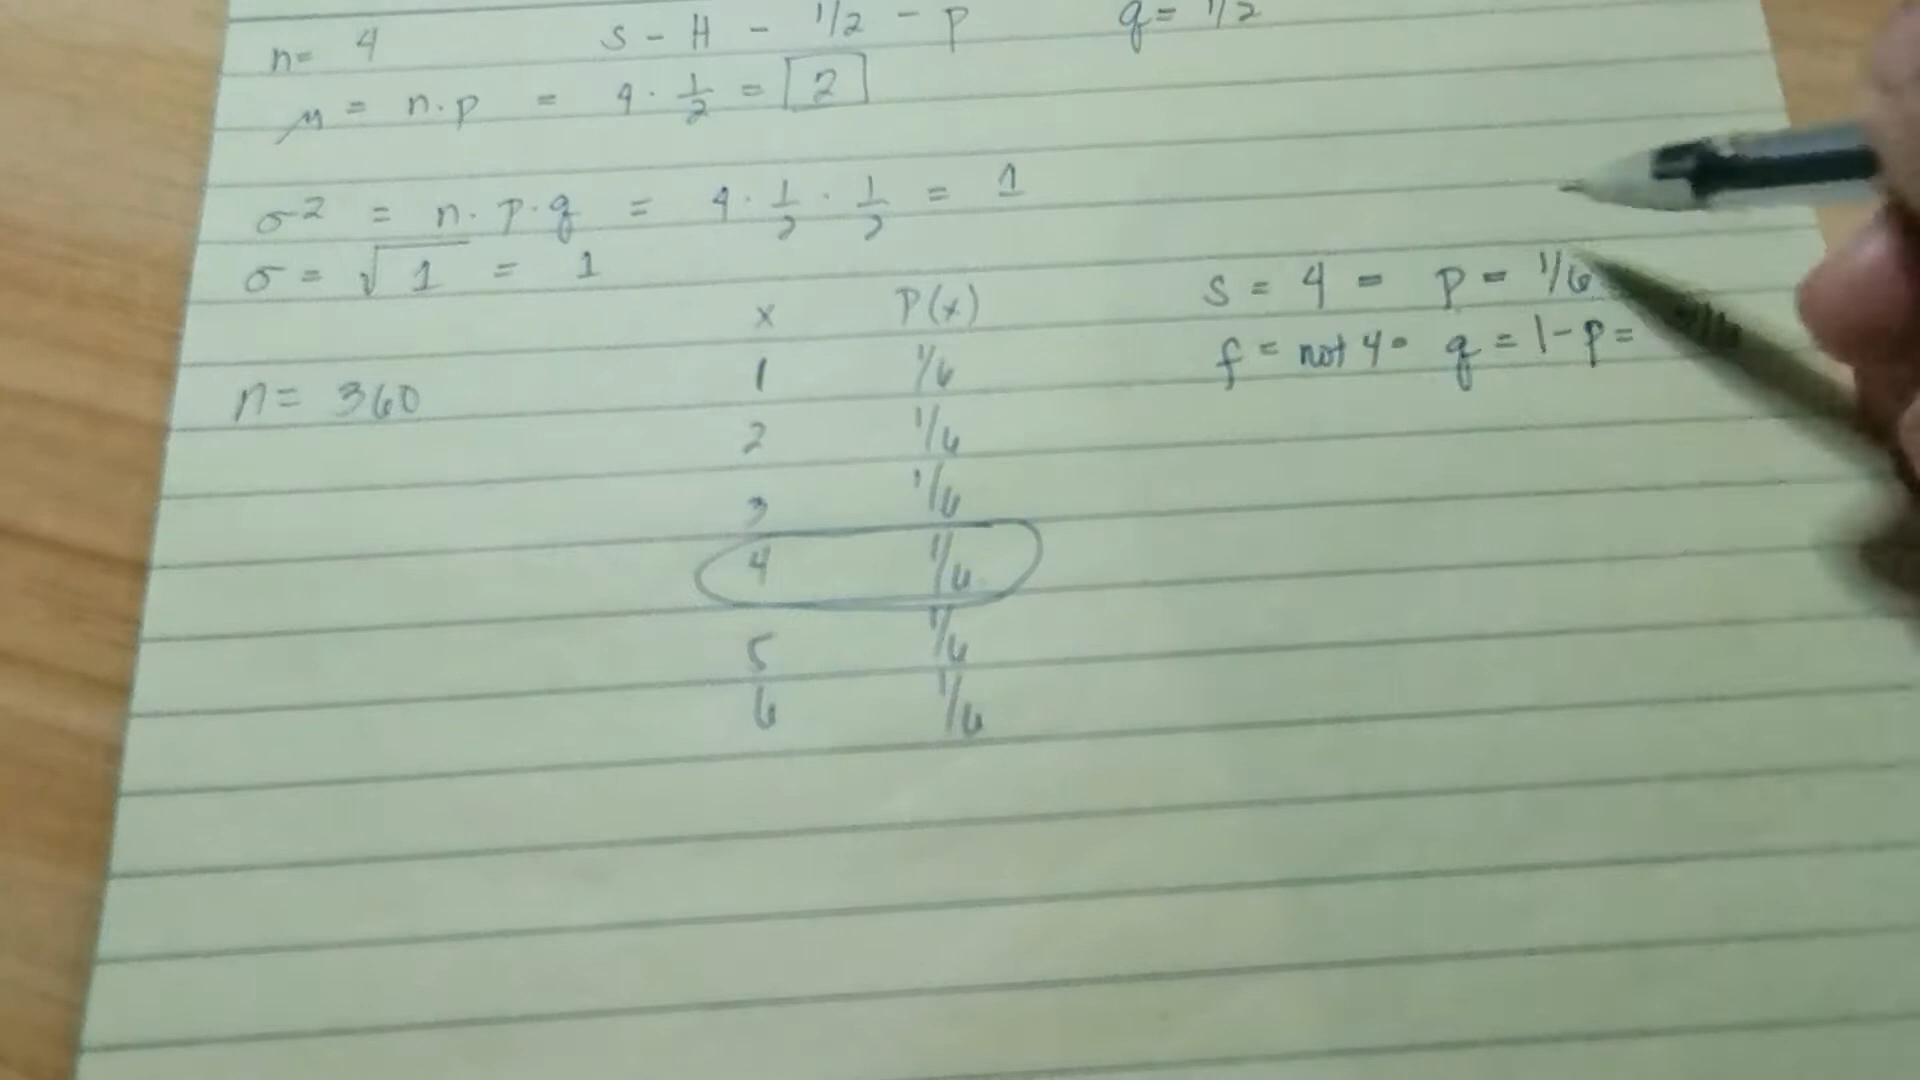 n= 4 S - H - 1/2 - p q = 1/2
μ = n.p = 4 · 1/2 = 2
σ² = n. p. q = 4 · 1/2 · 1/2 = 1
σ = √1 = 1
x P(x) S = 4 - p - 1/6
n = 360 1 1/6 f = not 4 - q = 1-p =
2 1/6
3 1/6
4 1/6
5 1/6
6 1/6